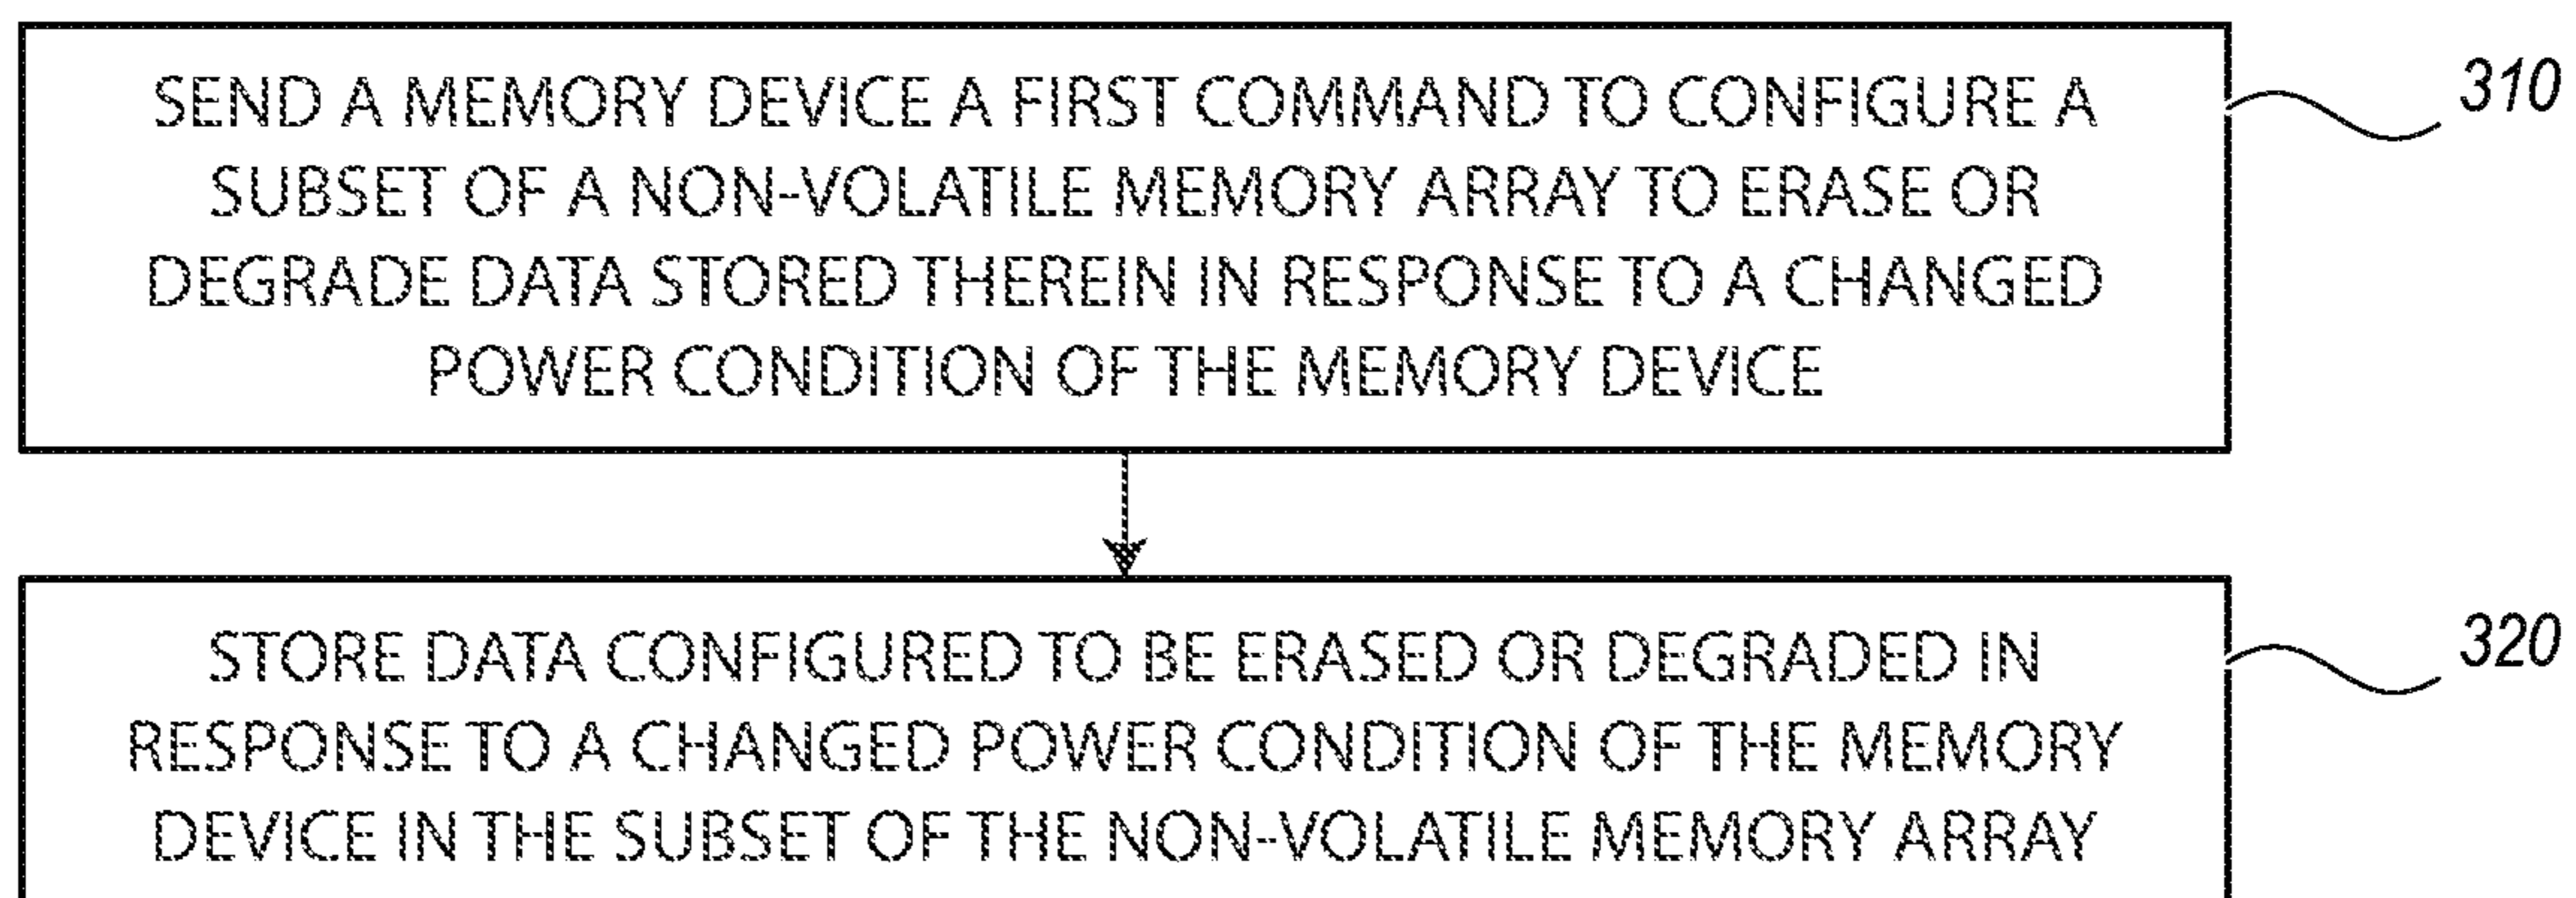 SEND A MEMORY DEVICE A FIRST COMMAND TO CONFIGURE A
SUBSET OF A NON-VOLATILE MEMORY ARRAY TO ERASE OR
DEGRADE DATA STORED THEREIN IN RESPONSE TO A CHANGED
POWER CONDITION OF THE MEMORY DEVICE
310
STORE DATA CONFIGURED TO BE ERASED OR DEGRADED IN
RESPONSE TO A CHANGED POWER CONDITION OF THE MEMORY
DEVICE IN THE SUBSET OF THE NON-VOLATILE MEMORY ARRAY
320